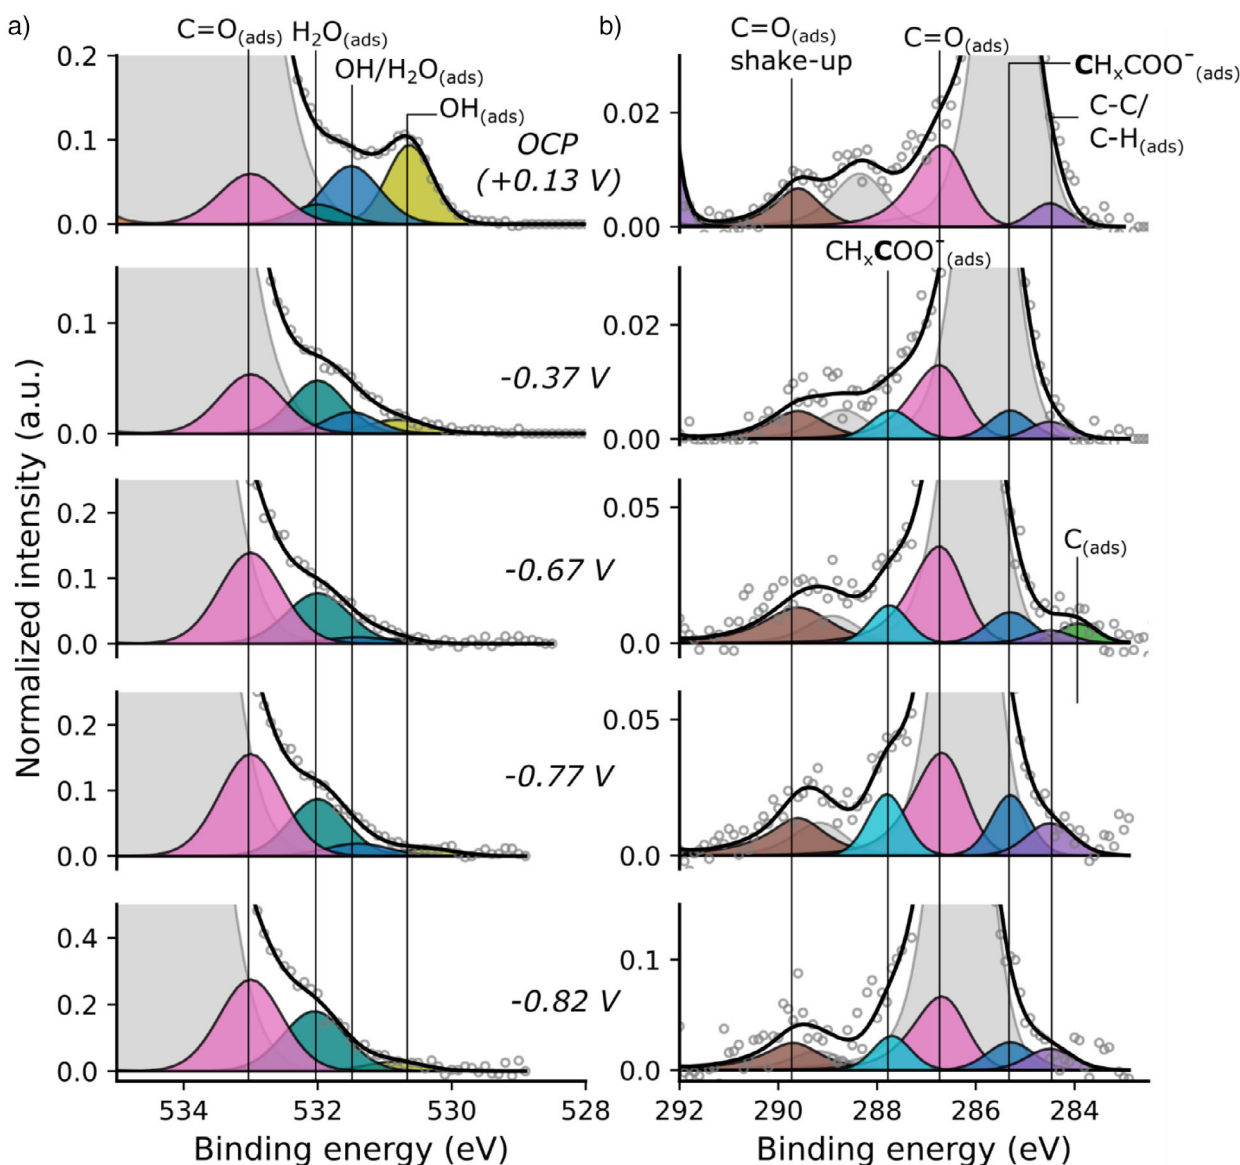 a)
C=O(ads) H₂O(ads)
OH/H₂O(ads)
OH(ads)
OCP
(+0.13 V)
0.2
0.1
0.0
-0.37 V
0.1
0.0
-0.67 V
0.2
0.1
0.0
-0.77 V
0.2
0.1
0.0
-0.82 V
0.4
0.2
0.0
534 532 530 528
Binding energy (eV)
Normalized intensity (a.u.)
b)
C=O(ads)
shake-up
C=O(ads)
CHₓCOO⁻(ads)
C-C/
C-H(ads)
0.02
0.00
CHₓCOO⁻(ads)
0.02
0.00
C(ads)
0.05
0.00
0.05
0.0
0.1
0.0
292 290 288 286 284
Binding energy (eV)